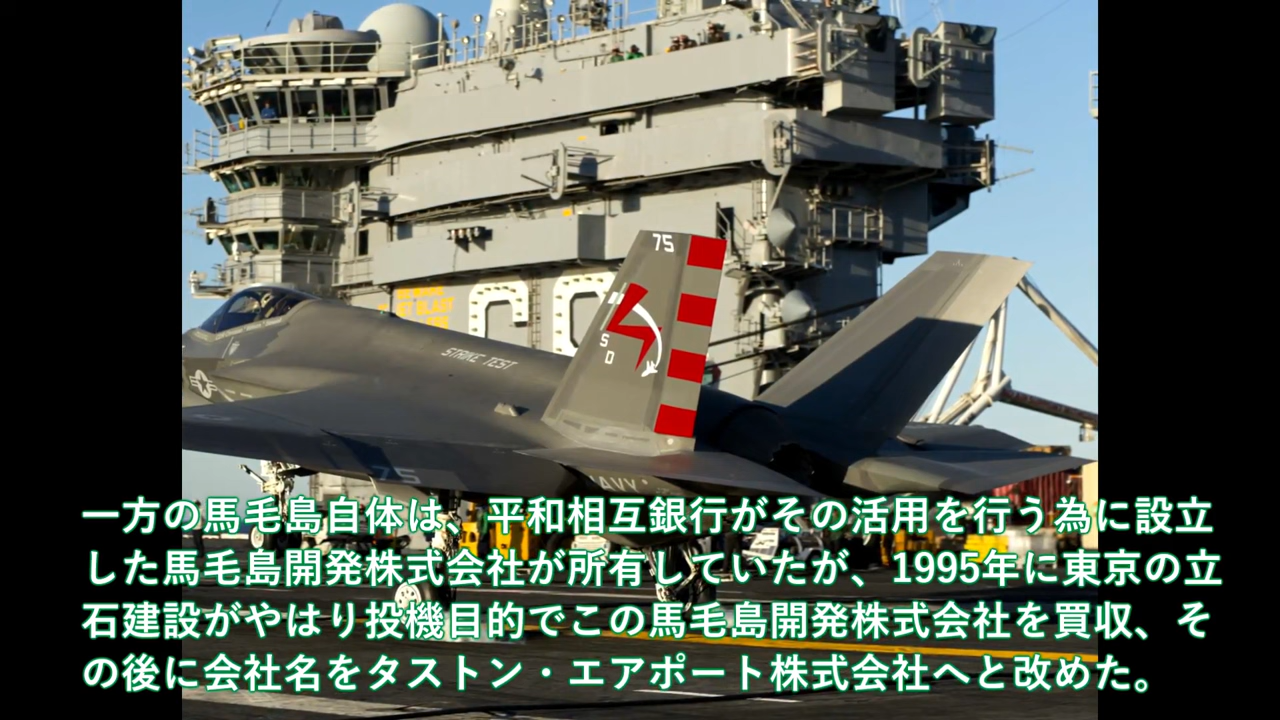 75
SD
STRIKE TEST
75
NAVY
一方の馬毛島自体は、平和相互銀行がその活用を行う為に設立
した馬毛島開発株式会社が所有していたが、1995年に東京の立
石建設がやはり投機目的でこの馬毛島開発株式会社を買収、そ
の後に会社名をタストン・エアポート株式会社へと改めた。